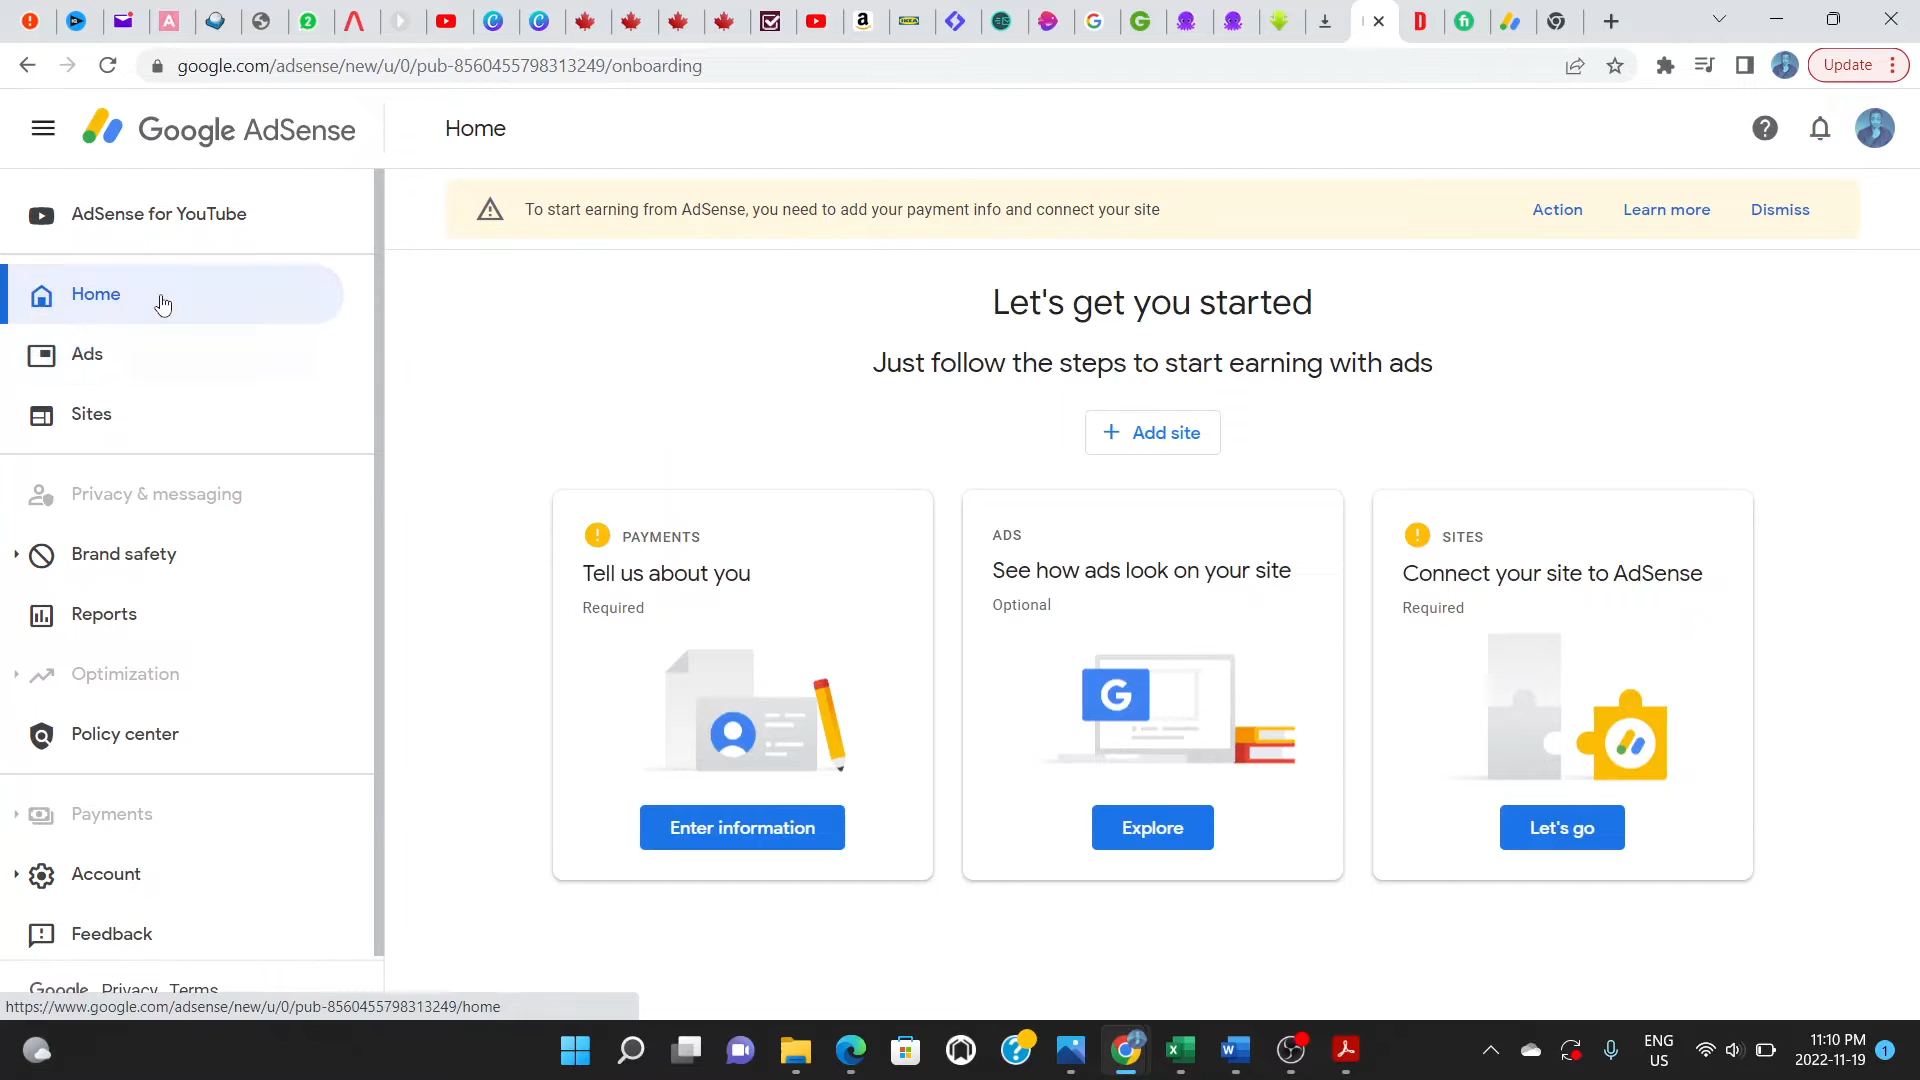 google.com/adsense/new/u/0/pub-8560455798313249/onboarding
Update
Google AdSense
Home
AdSense for YouTube
To start earning from AdSense, you need to add your payment info and connect your site
Action
Learn more
Dismiss
Home
Ads
Sites
Privacy & messaging
Brand safety
Reports
Optimization
Policy center
Payments
Account
Feedback
Google Privacy Terms
Let's get you started
Just follow the steps to start earning with ads
+ Add site
PAYMENTS
Tell us about you
Required
Enter information
ADS
See how ads look on your site
Optional
G
Explore
SITES
Connect your site to AdSense
Required
Let's go
https://www.google.com/adsense/new/u/0/pub-8560455798313249/home
ENG
US
11:10 PM
2022-11-19
1